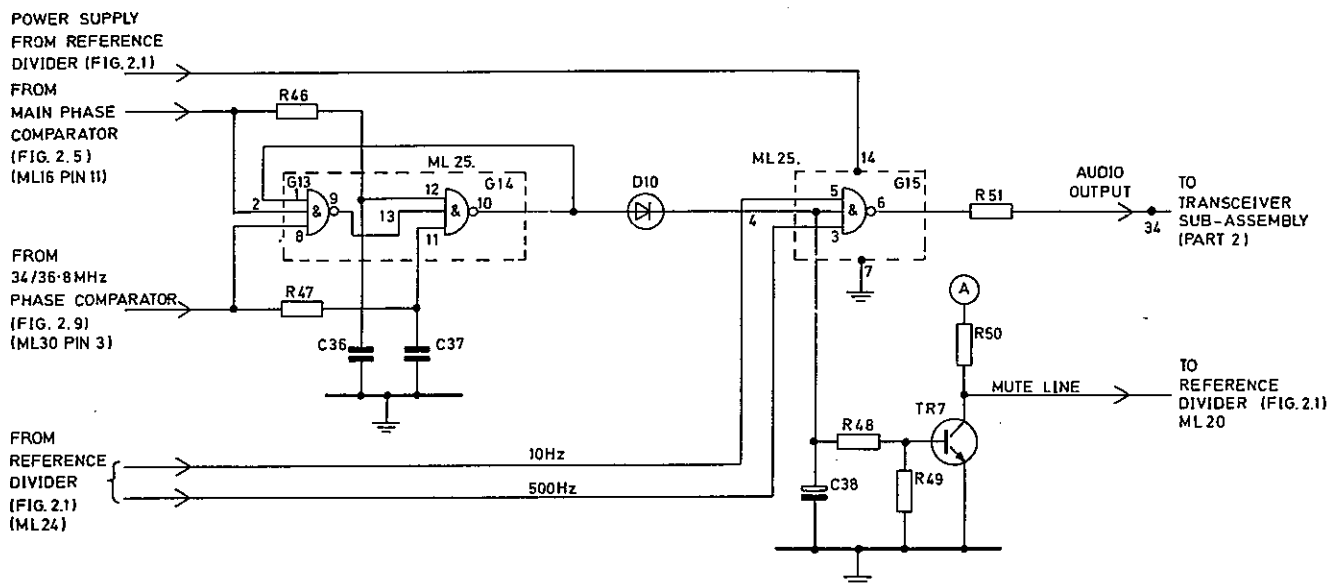 POWER SUPPLY
FROM REFERENCE
DIVIDER (FIG. 2.1)
FROM
MAIN PHASE
COMPARATOR
(FIG. 2.5)
(ML16 PIN 11)
R46
ML 25.
G13
1
2
8
&
9
13
12
11
&
G14
10
D10
ML 25.
14
G15
5
4
3
&
6
7
R51
AUDIO
OUTPUT
34
TO
TRANSCEIVER
SUB-ASSEMBLY
(PART 2)
FROM
34/36·8MHz
PHASE COMPARATOR
(FIG. 2.9)
(ML30 PIN 3)
R47
C36
C37
A
R50
MUTE LINE
TO
REFERENCE
DIVIDER (FIG. 2.1)
ML20
TR7
R48
R49
C38
FROM
REFERENCE
DIVIDER
(FIG. 2.1)
(ML24)
10Hz
500Hz